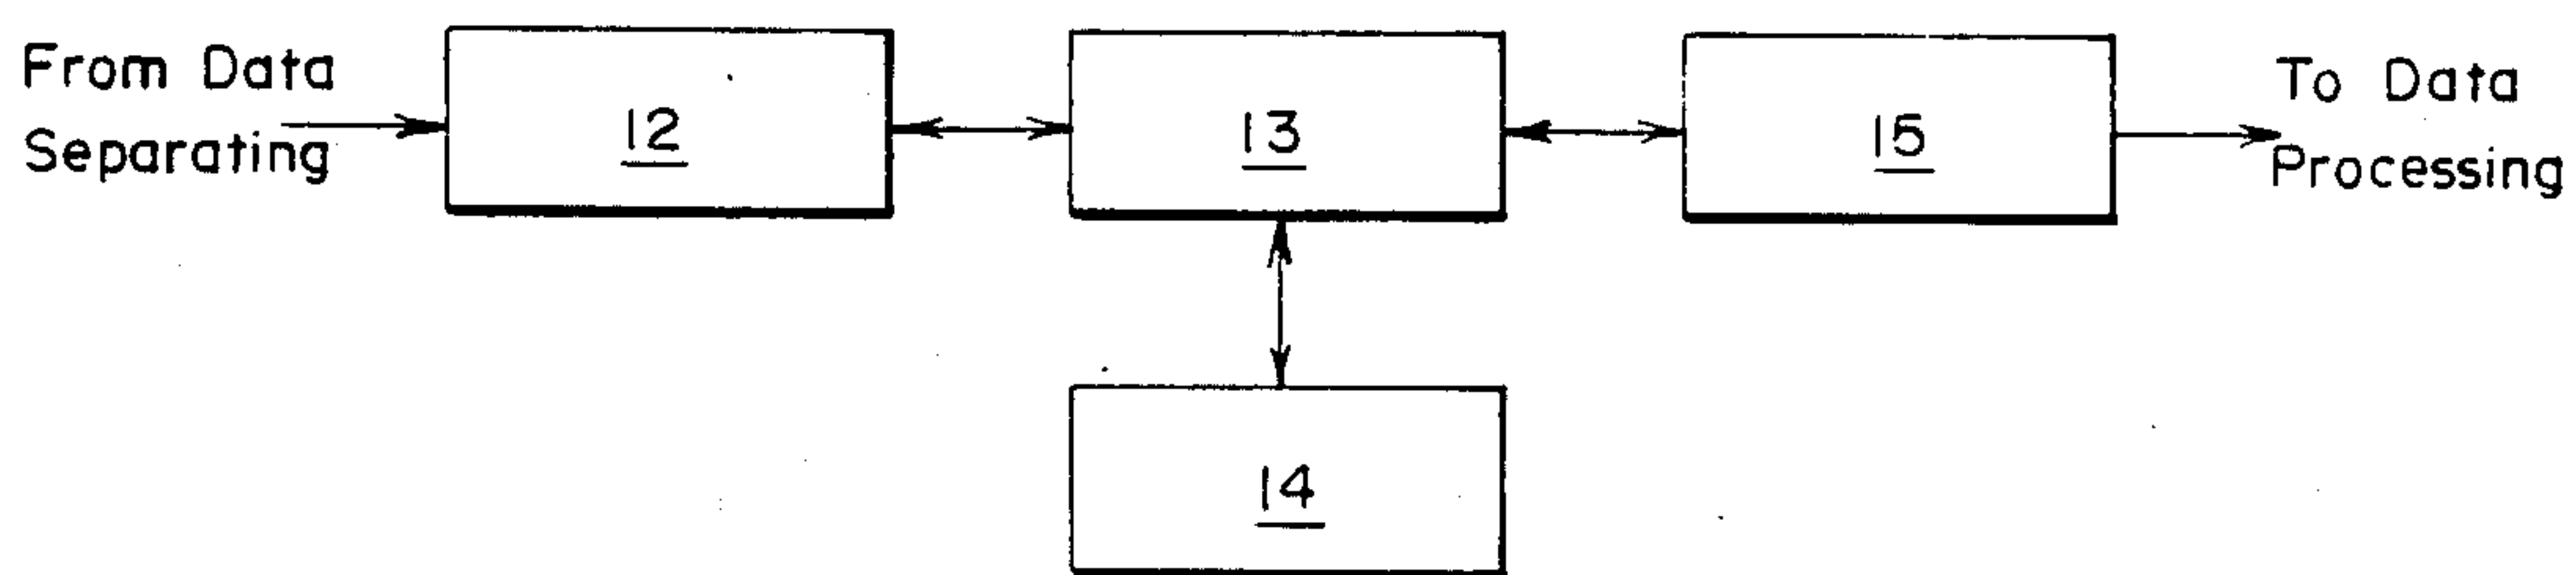 From Data
Separating
12
13
15
To Data
Processing
14